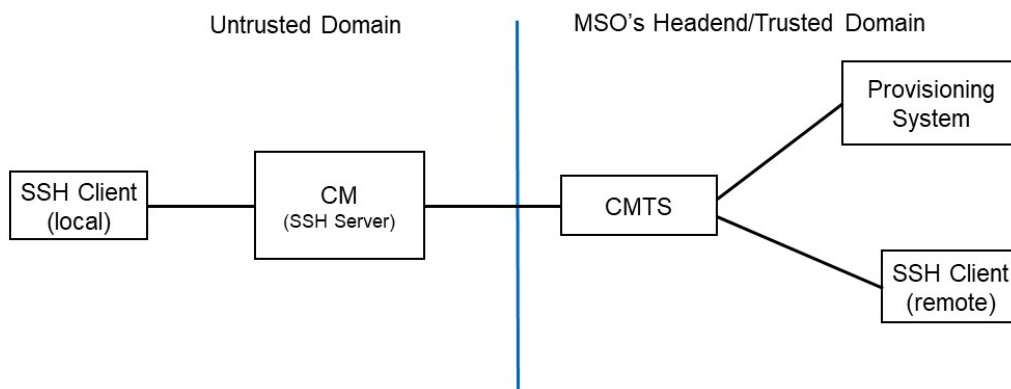 Untrusted Domain
MSO's Headend/Trusted Domain
Provisioning
System
SSH Client
(local)
CM
(SSH Server)
CMTS
SSH Client
(remote)